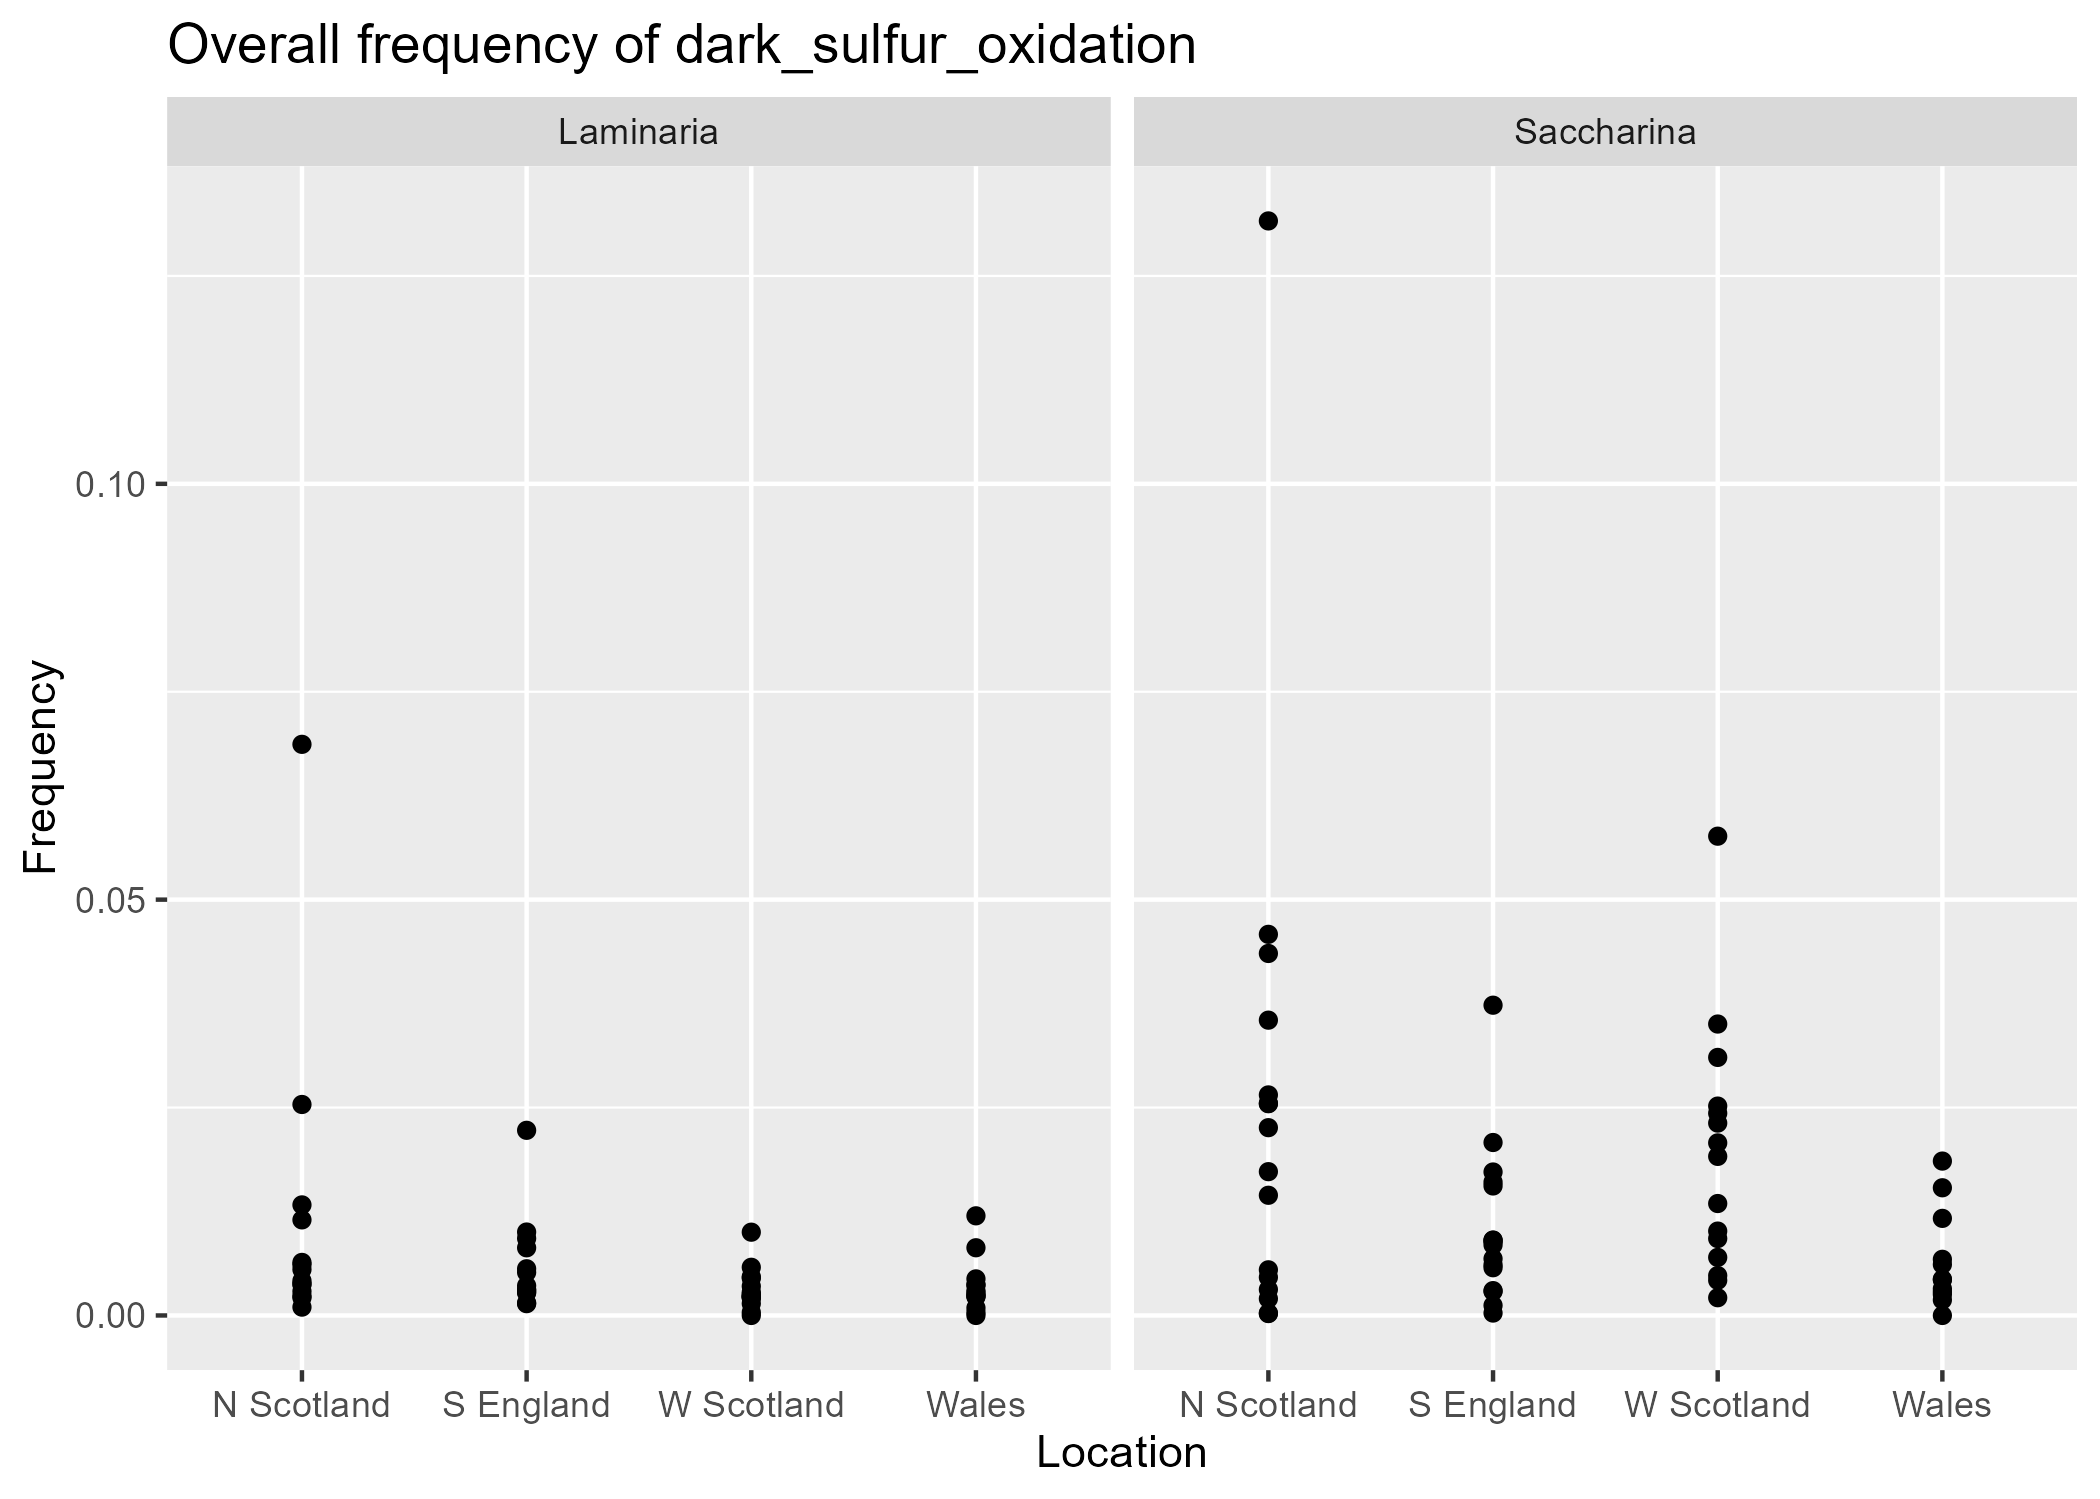 Overall frequency of dark_sulfur_oxidation
Laminaria
Saccharina
Frequency
0.10
0.05
0.00
N Scotland
S England
W Scotland
Wales
N Scotland
S England
W Scotland
Wales
Location